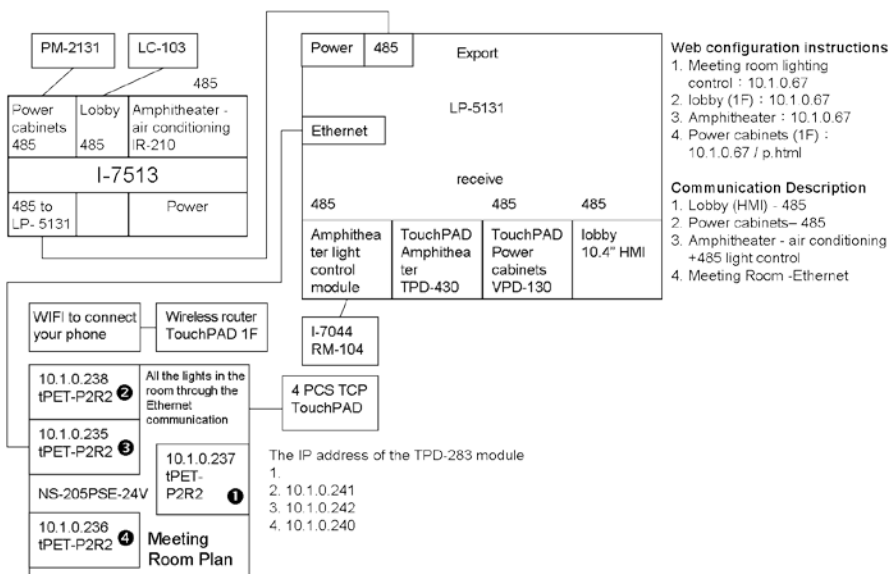 PM-2131
LC-103
485
Power
cabinets
485
Lobby
485
Amphitheater -
air conditioning
IR-210
I-7513
485 to
LP- 5131
Power
Power
485
Export
LP-5131
Ethernet
receive
485
485
485
Amphithea
ter light
control
module
TouchPAD
Amphithea
ter
TPD-430
TouchPAD
Power
cabinets
VPD-130
lobby
10.4" HMI
I-7044
RM-104
Web configuration instructions
1. Meeting room lighting
control : 10.1.0.67
2. lobby (1F) : 10.1.0.67
3. Amphitheater : 10.1.0.67
4. Power cabinets (1F) :
10.1.0.67 / p.html
Communication Description
1. Lobby (HMI) - 485
2. Power cabinets– 485
3. Amphitheater - air conditioning
+485 light control
4. Meeting Room -Ethernet
WIFI to connect
your phone
Wireless router
TouchPAD 1F
10.1.0.238
tPET-P2R2 ❷
All the lights in the
room through the
Ethernet
communication
4 PCS TCP
TouchPAD
10.1.0.235
tPET-P2R2 ❸
10.1.0.237
tPET-
P2R2 ❶
NS-205PSE-24V
10.1.0.236
tPET-P2R2 ❹
Meeting
Room Plan
The IP address of the TPD-283 module
1.
2. 10.1.0.241
3. 10.1.0.242
4. 10.1.0.240